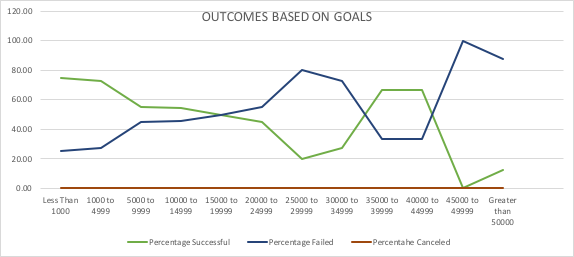 OUTCOMES BASED ON GOALS
120.00
100.00
80.00
60.00
40.00
20.00
0.00
Less Than 1000 to 5000 to 10000 to 15000 to 20000 to 25000 to 30000 to 35000 to 40000 to 45000 to Greater
1000 4999 9999 14999 19999 24999 29999 34999 39999 44999 49999 than
50000
Percentage Successful Percentage Failed Percentahe Canceled